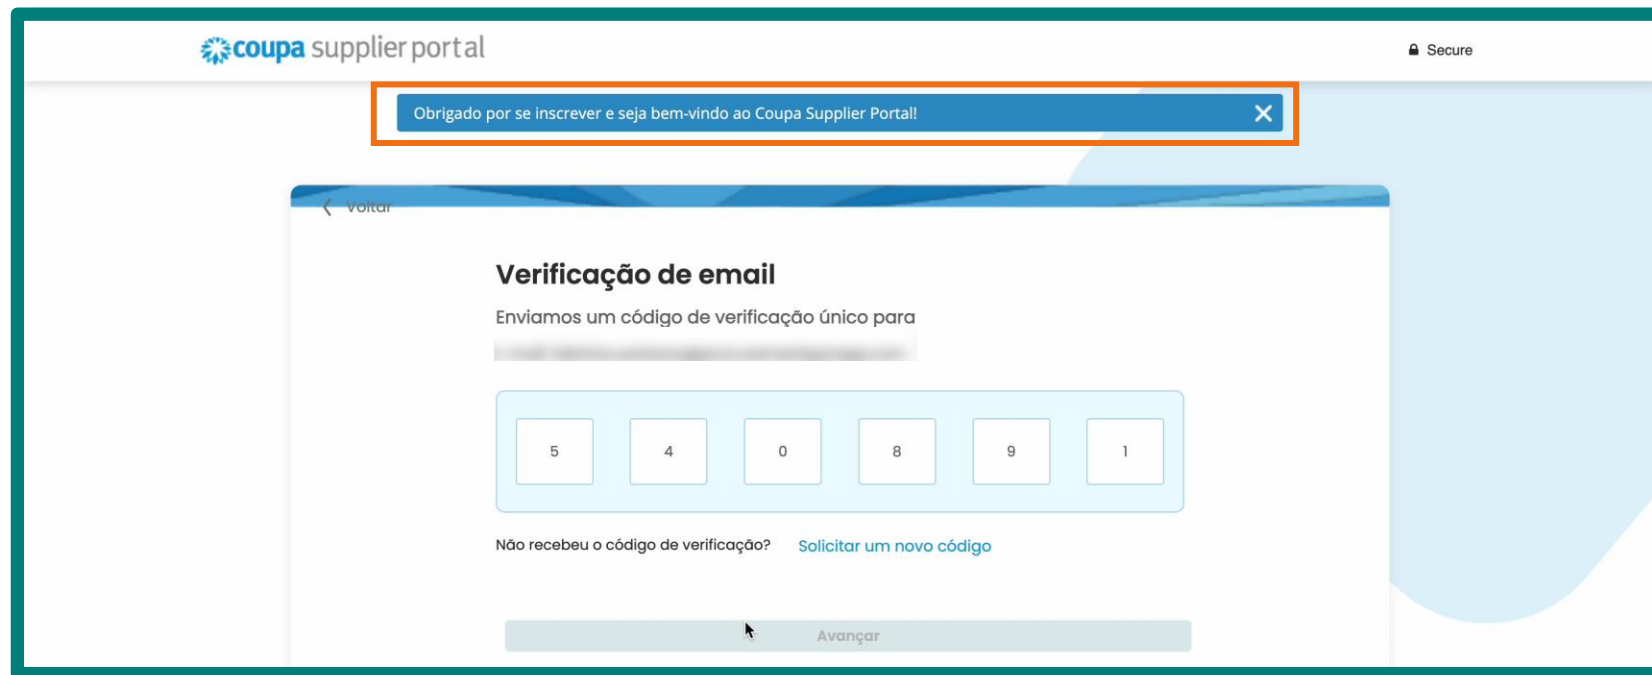 coupa supplier portal
Secure
Obrigado por se inscrever e seja bem-vindo ao Coupa Supplier Portal!
Voltar
Verificação de email
Enviamos um código de verificação único para
5 4 0 8 9 1
Não recebeu o código de verificação? Solicitar um novo código
Avançar